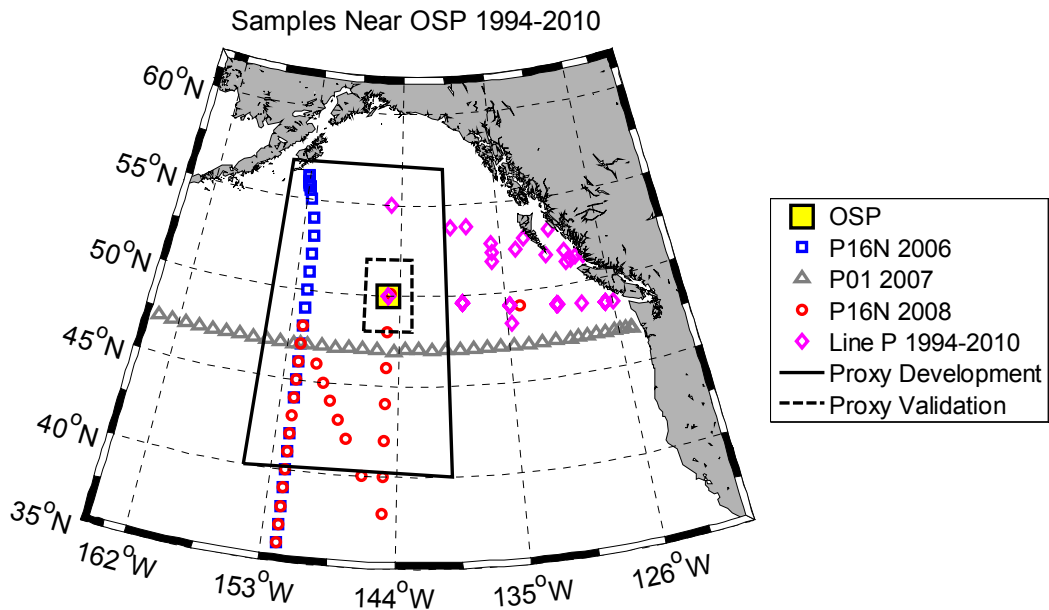 Samples Near OSP 1994-2010
60°N
55°N
50°N
45°N
40°N
35°N
162°W
153°W
144°W
135°W
126°W
OSP
P16N 2006
P01 2007
P16N 2008
Line P 1994-2010
Proxy Development
Proxy Validation